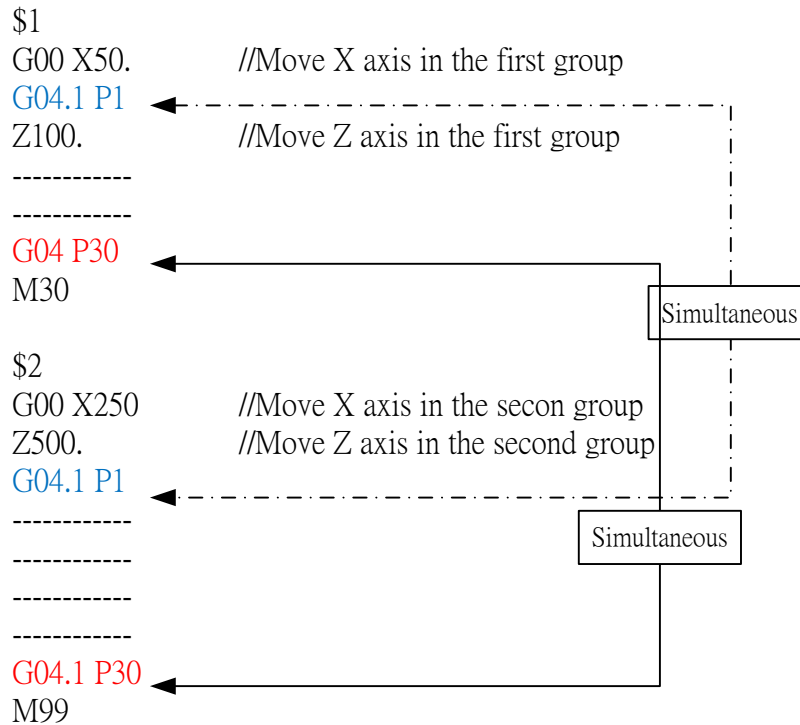 $1
G00 X50. //Move X axis in the first group
G04.1 P1
Z100. //Move Z axis in the first group
------------
------------
G04 P30
M30
Simultaneous
$2
G00 X250 //Move X axis in the secon group
Z500. //Move Z axis in the second group
G04.1 P1
------------
Simultaneous
------------
------------
------------
G04.1 P30
M99